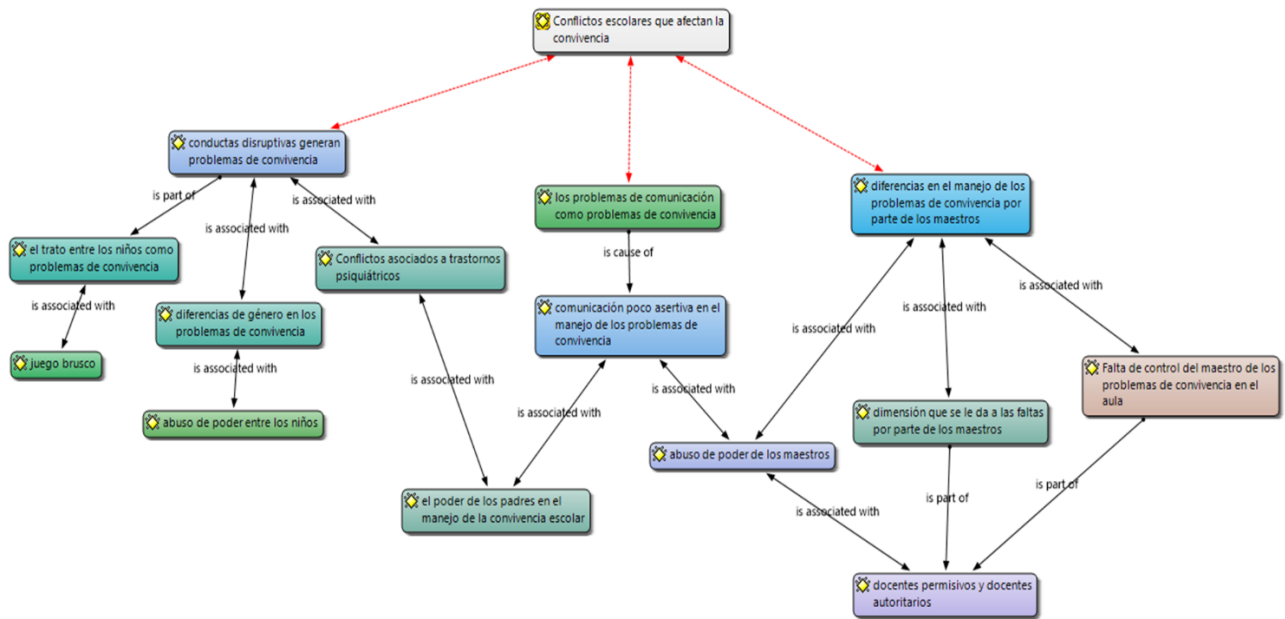 Conflictos escolares que afectan la
convivencia
conductas disruptivas generan
problemas de convivencia
is part of
is associated with
is associated with
los problemas de comunicación
como problemas de convivencia
diferencias en el manejo de los
problemas de convivencia por
parte de los maestros
el trato entre los niños como
problemas de convivencia
Conflictos asociados a trastornos
psiquiátricos
is cause of
is associated with
diferencias de género en los
problemas de convivencia
comunicación poco asertiva en el
manejo de los problemas de
convivencia
is associated with
is associated with
is associated with
juego brusco
is associated with
is associated with
is associated with
is associated with
Falta de control del maestro de los
problemas de convivencia en el
aula
abuso de poder entre los niños
dimensión que se le da a las faltas
por parte de los maestros
abuso de poder de los maestros
el poder de los padres en el
manejo de la convivencia escolar
is associated with
is part of
is part of
docentes permisivos y docentes
autoritarios